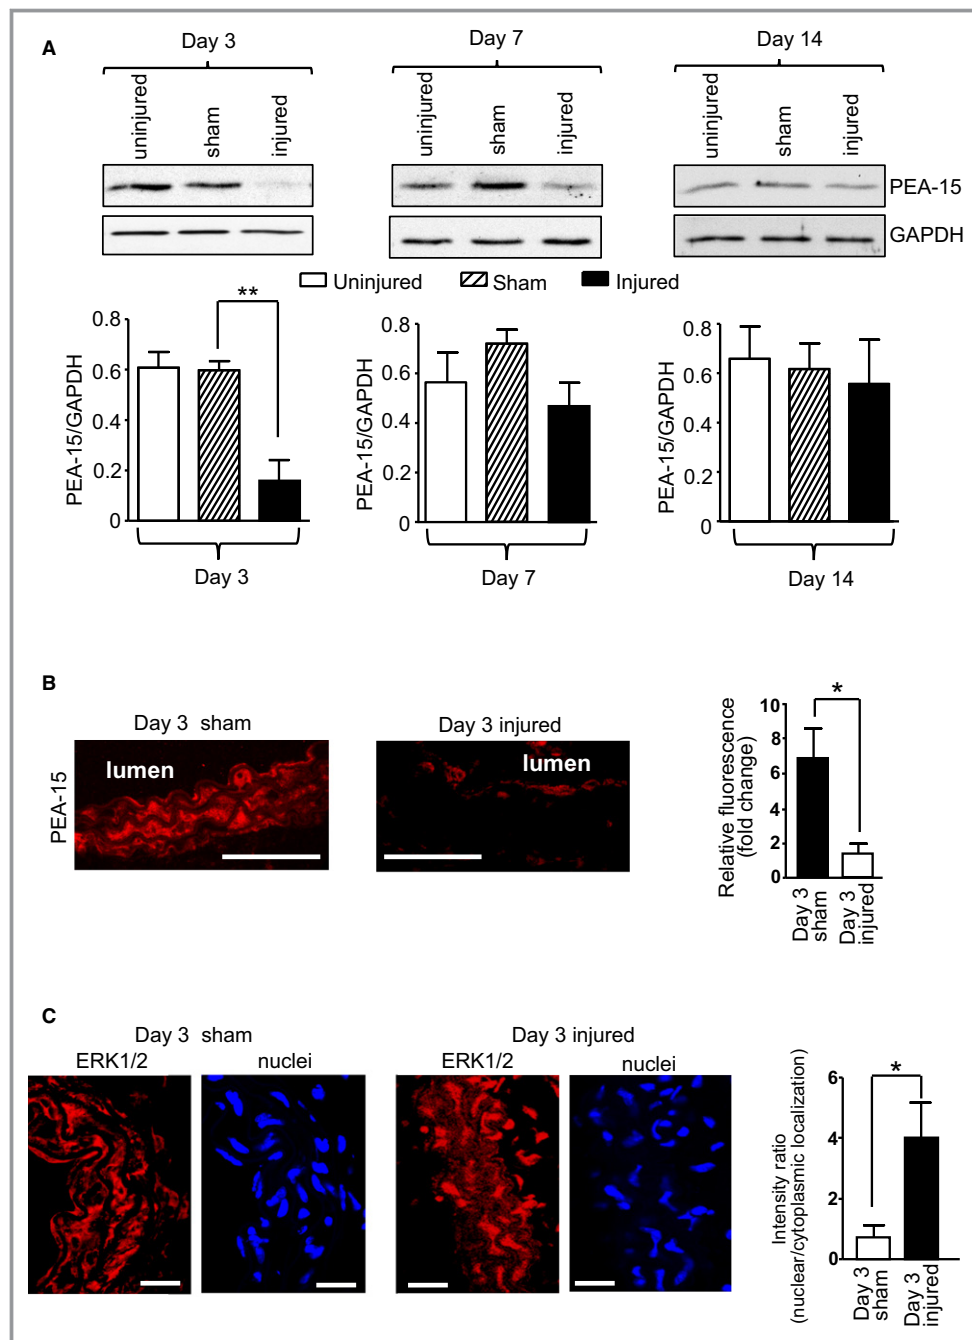 A
Day 3
Day 7
Day 14
uninjured
sham
injured
uninjured
sham
injured
uninjured
sham
injured
PEA-15
GAPDH
Uninjured
Sham
Injured
PEA-15/GAPDH
0.8
0.6
0.4
0.2
0
**
Day 3
PEA-15/GAPDH
0.8
0.6
0.4
0.2
0
Day 7
PEA-15/GAPDH
0.8
0.6
0.4
0.2
0
Day 14
B
Day 3 sham
Day 3 injured
PEA-15
lumen
lumen
Relative fluorescence
(fold change)
10
8
6
4
2
0
*
Day 3
sham
Day 3
injured
C
Day 3 sham
Day 3 injured
ERK1/2
nuclei
ERK1/2
nuclei
Intensity ratio
(nuclear/cytoplasmic localization)
6
4
2
0
*
Day 3
sham
Day 3
injured